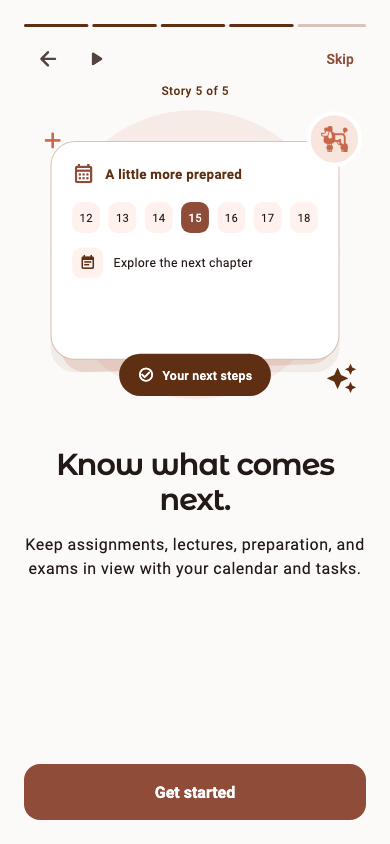 Skip
Story 5 of 5
A little more prepared
12 13 14 15 16 17 18
Explore the next chapter
Your next steps
Know what comes
next.
Keep assignments, lectures, preparation, and
exams in view with your calendar and tasks.
Get started